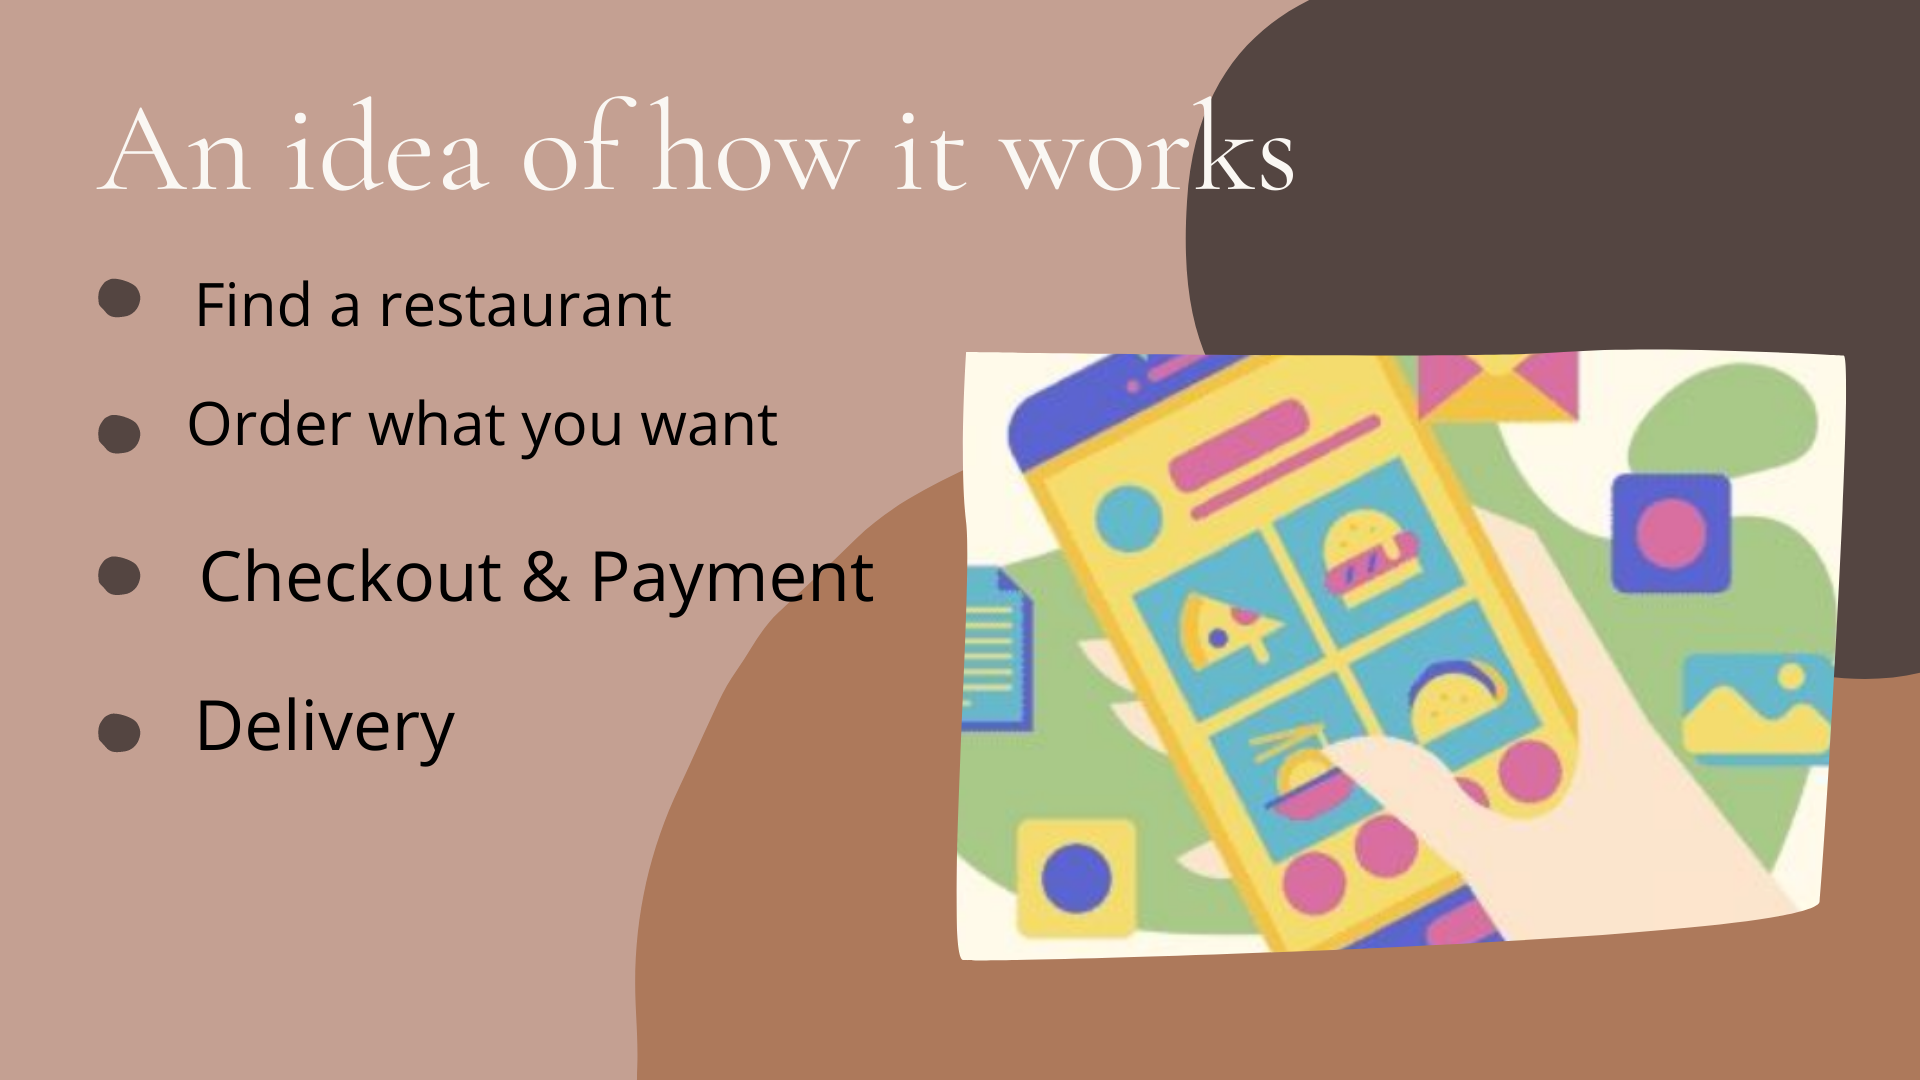 An idea of how it works
Find a restaurant
Order what you want
Checkout & Payment
Delivery